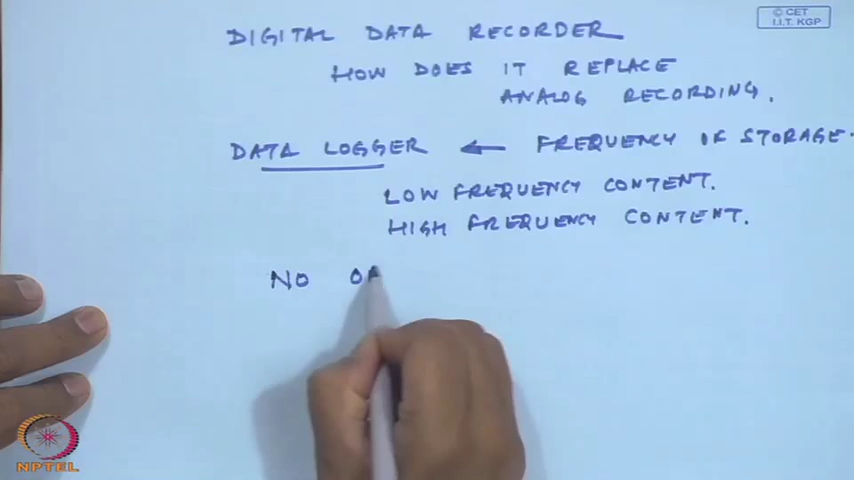 © CET
I.I.T. KGP
DIGITAL DATA RECORDER
HOW DOES IT REPLACE
ANALOG RECORDING.
DATA LOGGER ← FREQUENCY OF STORAGE.
LOW FREQUENCY CONTENT.
HIGH FREQUENCY CONTENT.
NO
NPTEL